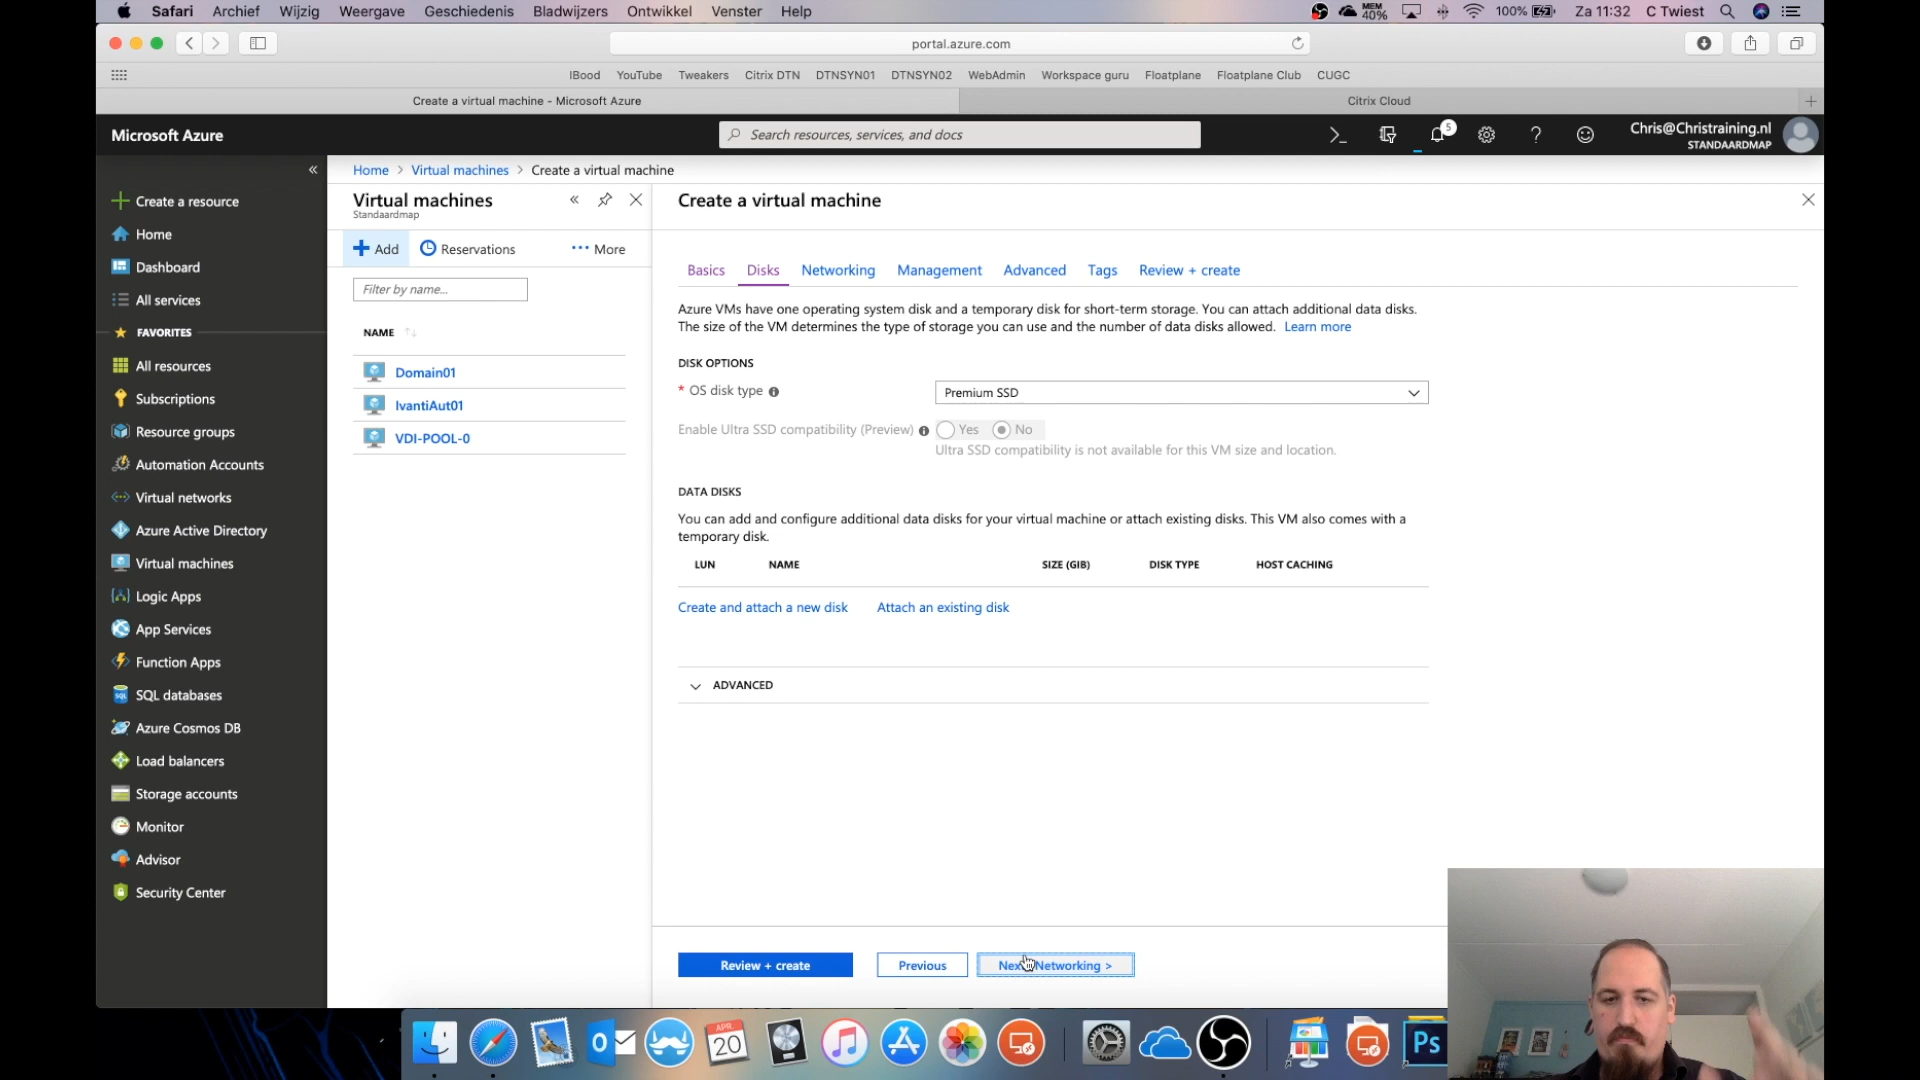 Safari Archief Wijzig Weergave Geschiedenis Bladwijzers Ontwikkel Venster Help MEM 40% 100% Za 11:32 C Twiest
portal.azure.com
IBood YouTube Tweakers Citrix DTN DTNSYN01 DTNSYN02 WebAdmin Workspace guru Floatplane Floatplane Club CUGC
Create a virtual machine - Microsoft Azure Citrix Cloud
Microsoft Azure
Search resources, services, and docs
5
Chris@Christraining.nl
STANDAARDMAP
Create a resource
Home
Dashboard
All services
FAVORITES
All resources
Subscriptions
Resource groups
Automation Accounts
Virtual networks
Azure Active Directory
Virtual machines
Logic Apps
App Services
Function Apps
SQL databases
Azure Cosmos DB
Load balancers
Storage accounts
Monitor
Advisor
Security Center
Home > Virtual machines > Create a virtual machine
Virtual machines
Standaardmap
Add Reservations More
Filter by name...
NAME
Domain01
IvantiAut01
VDI-POOL-0
Create a virtual machine
Basics Disks Networking Management Advanced Tags Review + create
Azure VMs have one operating system disk and a temporary disk for short-term storage. You can attach additional data disks.
The size of the VM determines the type of storage you can use and the number of data disks allowed. Learn more
DISK OPTIONS
* OS disk type Premium SSD
Enable Ultra SSD compatibility (Preview) Yes No
Ultra SSD compatibility is not available for this VM size and location.
DATA DISKS
You can add and configure additional data disks for your virtual machine or attach existing disks. This VM also comes with a
temporary disk.
LUN NAME SIZE (GIB) DISK TYPE HOST CACHING
Create and attach a new disk Attach an existing disk
ADVANCED
Review + create Previous Networking >
APR.
20
Ps